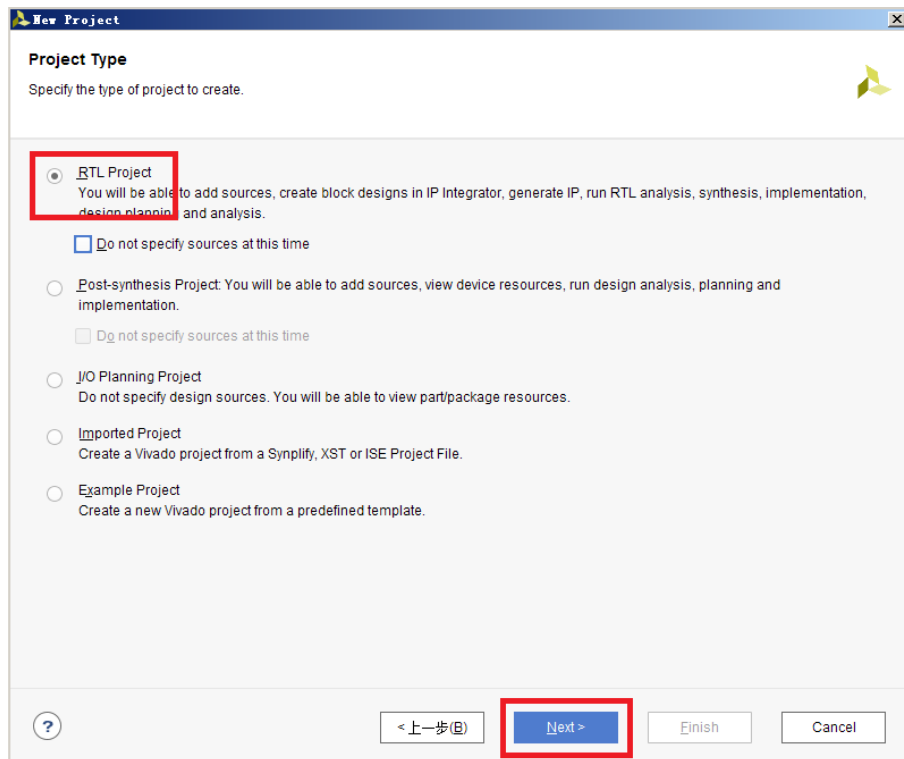 New Project
Project Type
Specify the type of project to create.
RTL Project
You will be able to add sources, create block designs in IP Integrator, generate IP, run RTL analysis, synthesis, implementation,
design planning and analysis.
Do not specify sources at this time
Post-synthesis Project: You will be able to add sources, view device resources, run design analysis, planning and
implementation.
Do not specify sources at this time
I/O Planning Project
Do not specify design sources. You will be able to view part/package resources.
Imported Project
Create a Vivado project from a Synplify, XST or ISE Project File.
Example Project
Create a new Vivado project from a predefined template.
? <上一步(B) Next > Finish Cancel